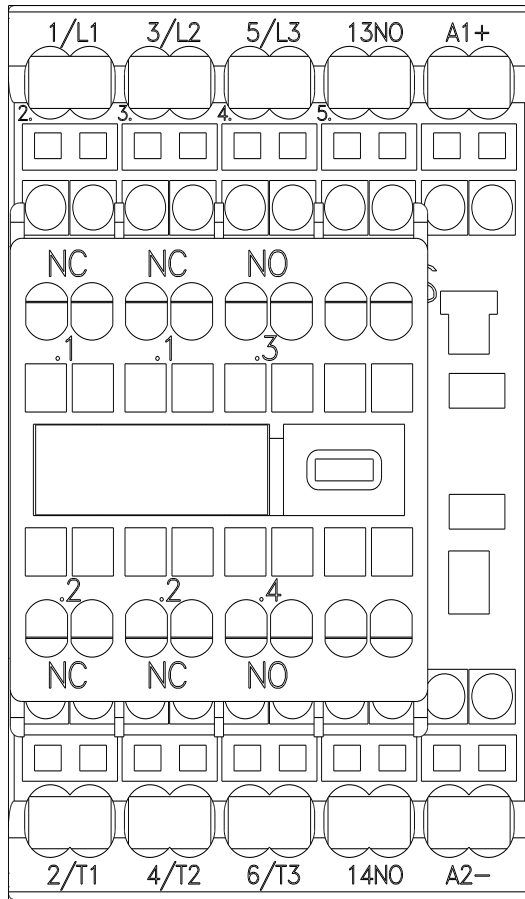 1/L1 3/L2 5/L3 13NO A1+
2. 3. 4. 5.
NC NC NO
.1 .1 .3
.2 .2 .4
NC NC NO
2/T1 4/T2 6/T3 14NO A2-